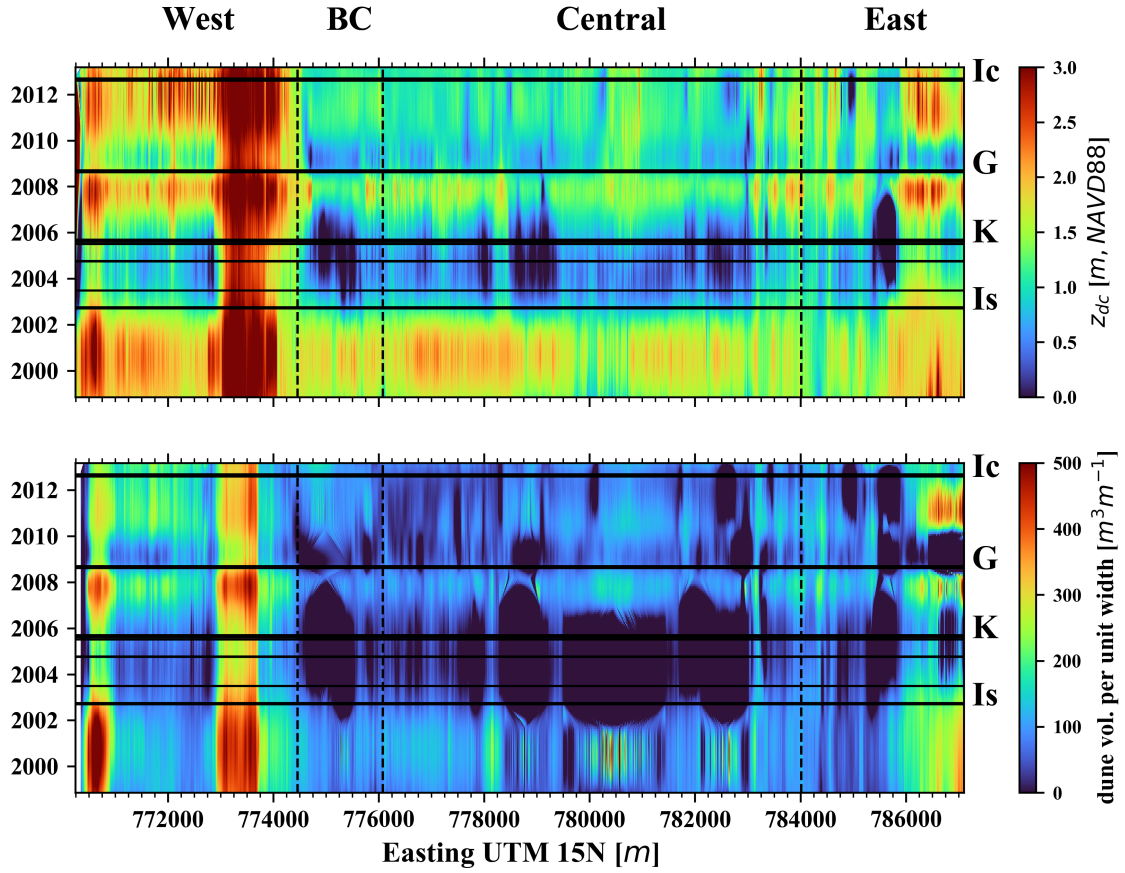 West BC Central East
Ic
G
K
Is
2012
2010
2008
2006
2004
2002
2000
3.0
2.5
2.0
1.5
1.0
0.5
0.0
z_dc [m, NAVD88]
Ic
G
K
Is
2012
2010
2008
2006
2004
2002
2000
500
400
300
200
100
0
dune vol. per unit width [m³m⁻¹]
772000 774000 776000 778000 780000 782000 784000 786000
Easting UTM 15N [m]